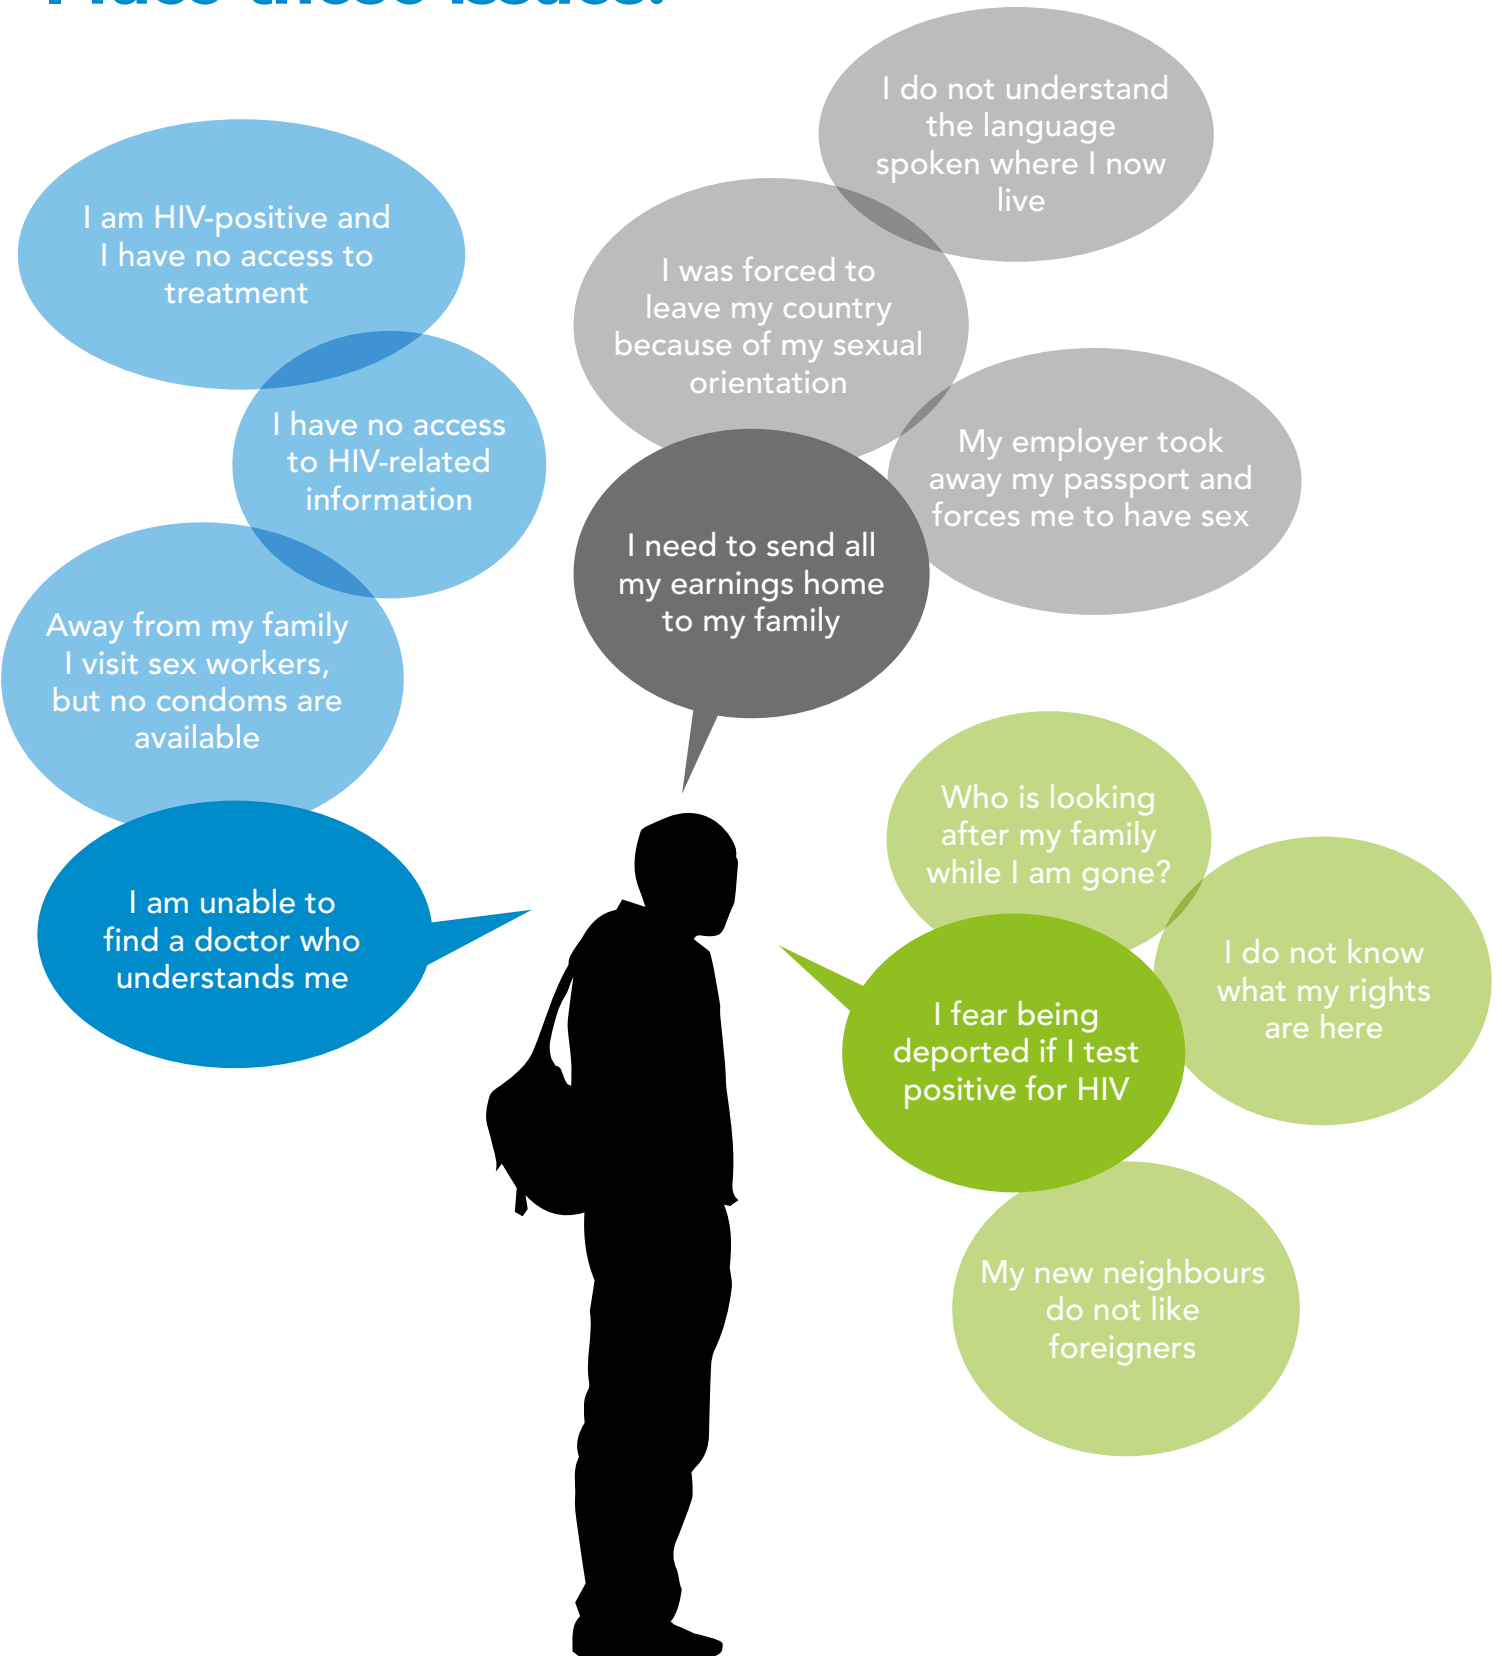 I face these issues.
I do not understand
the language
spoken where I now
live
I am HIV-positive and
I have no access to
treatment
I was forced to
leave my country
because of my sexual
orientation
I have no access
to HIV-related
information
My employer took
away my passport and
forces me to have sex
I need to send all
my earnings home
to my family
Away from my family
I visit sex workers,
but no condoms are
available
Who is looking
after my family
while I am gone?
I am unable to
find a doctor who
understands me
I do not know
what my rights
are here
I fear being
deported if I test
positive for HIV
My new neighbours
do not like
foreigners